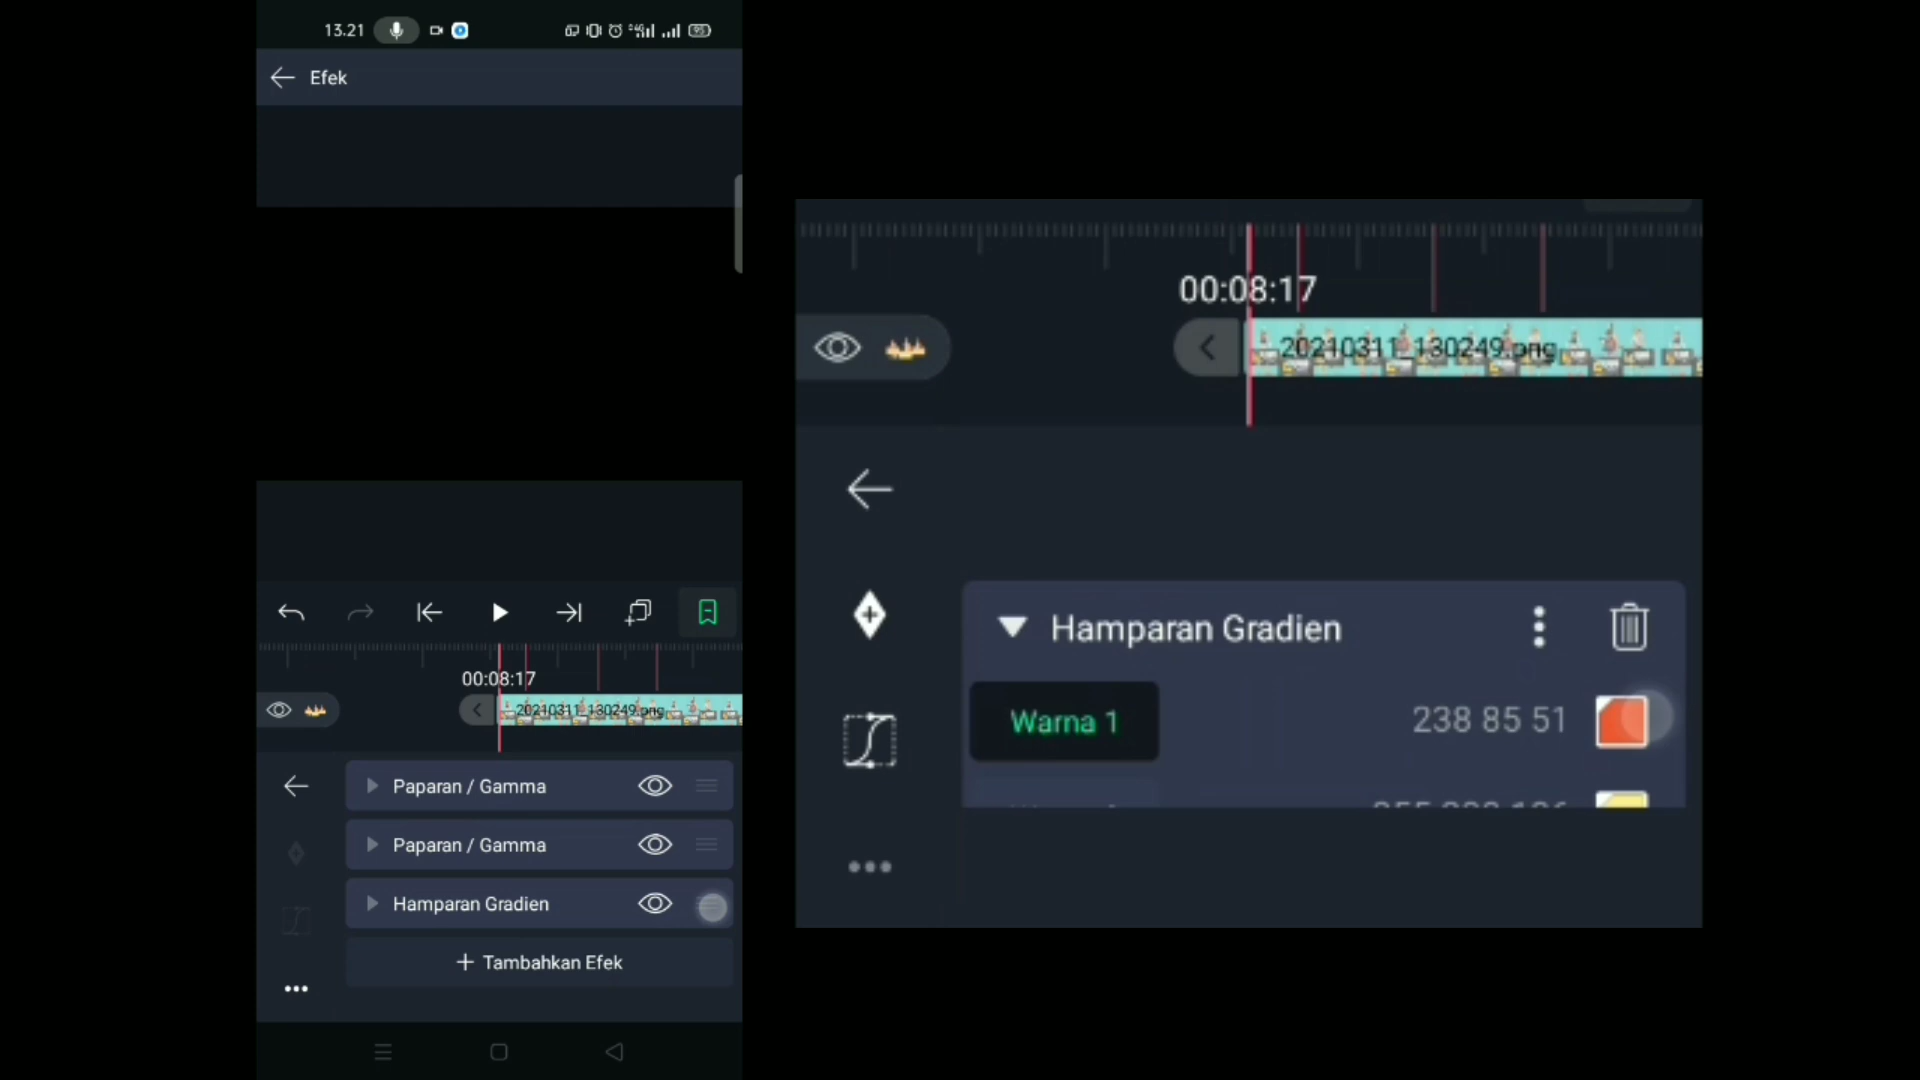 13.21
Efek
00:08:17
20210311_130249.png
Paparan / Gamma
Paparan / Gamma
Hamparan Gradien
+ Tambahkan Efek
00:08:17
20210311_130249.png
Hamparan Gradien
Warna 1
238 85 51